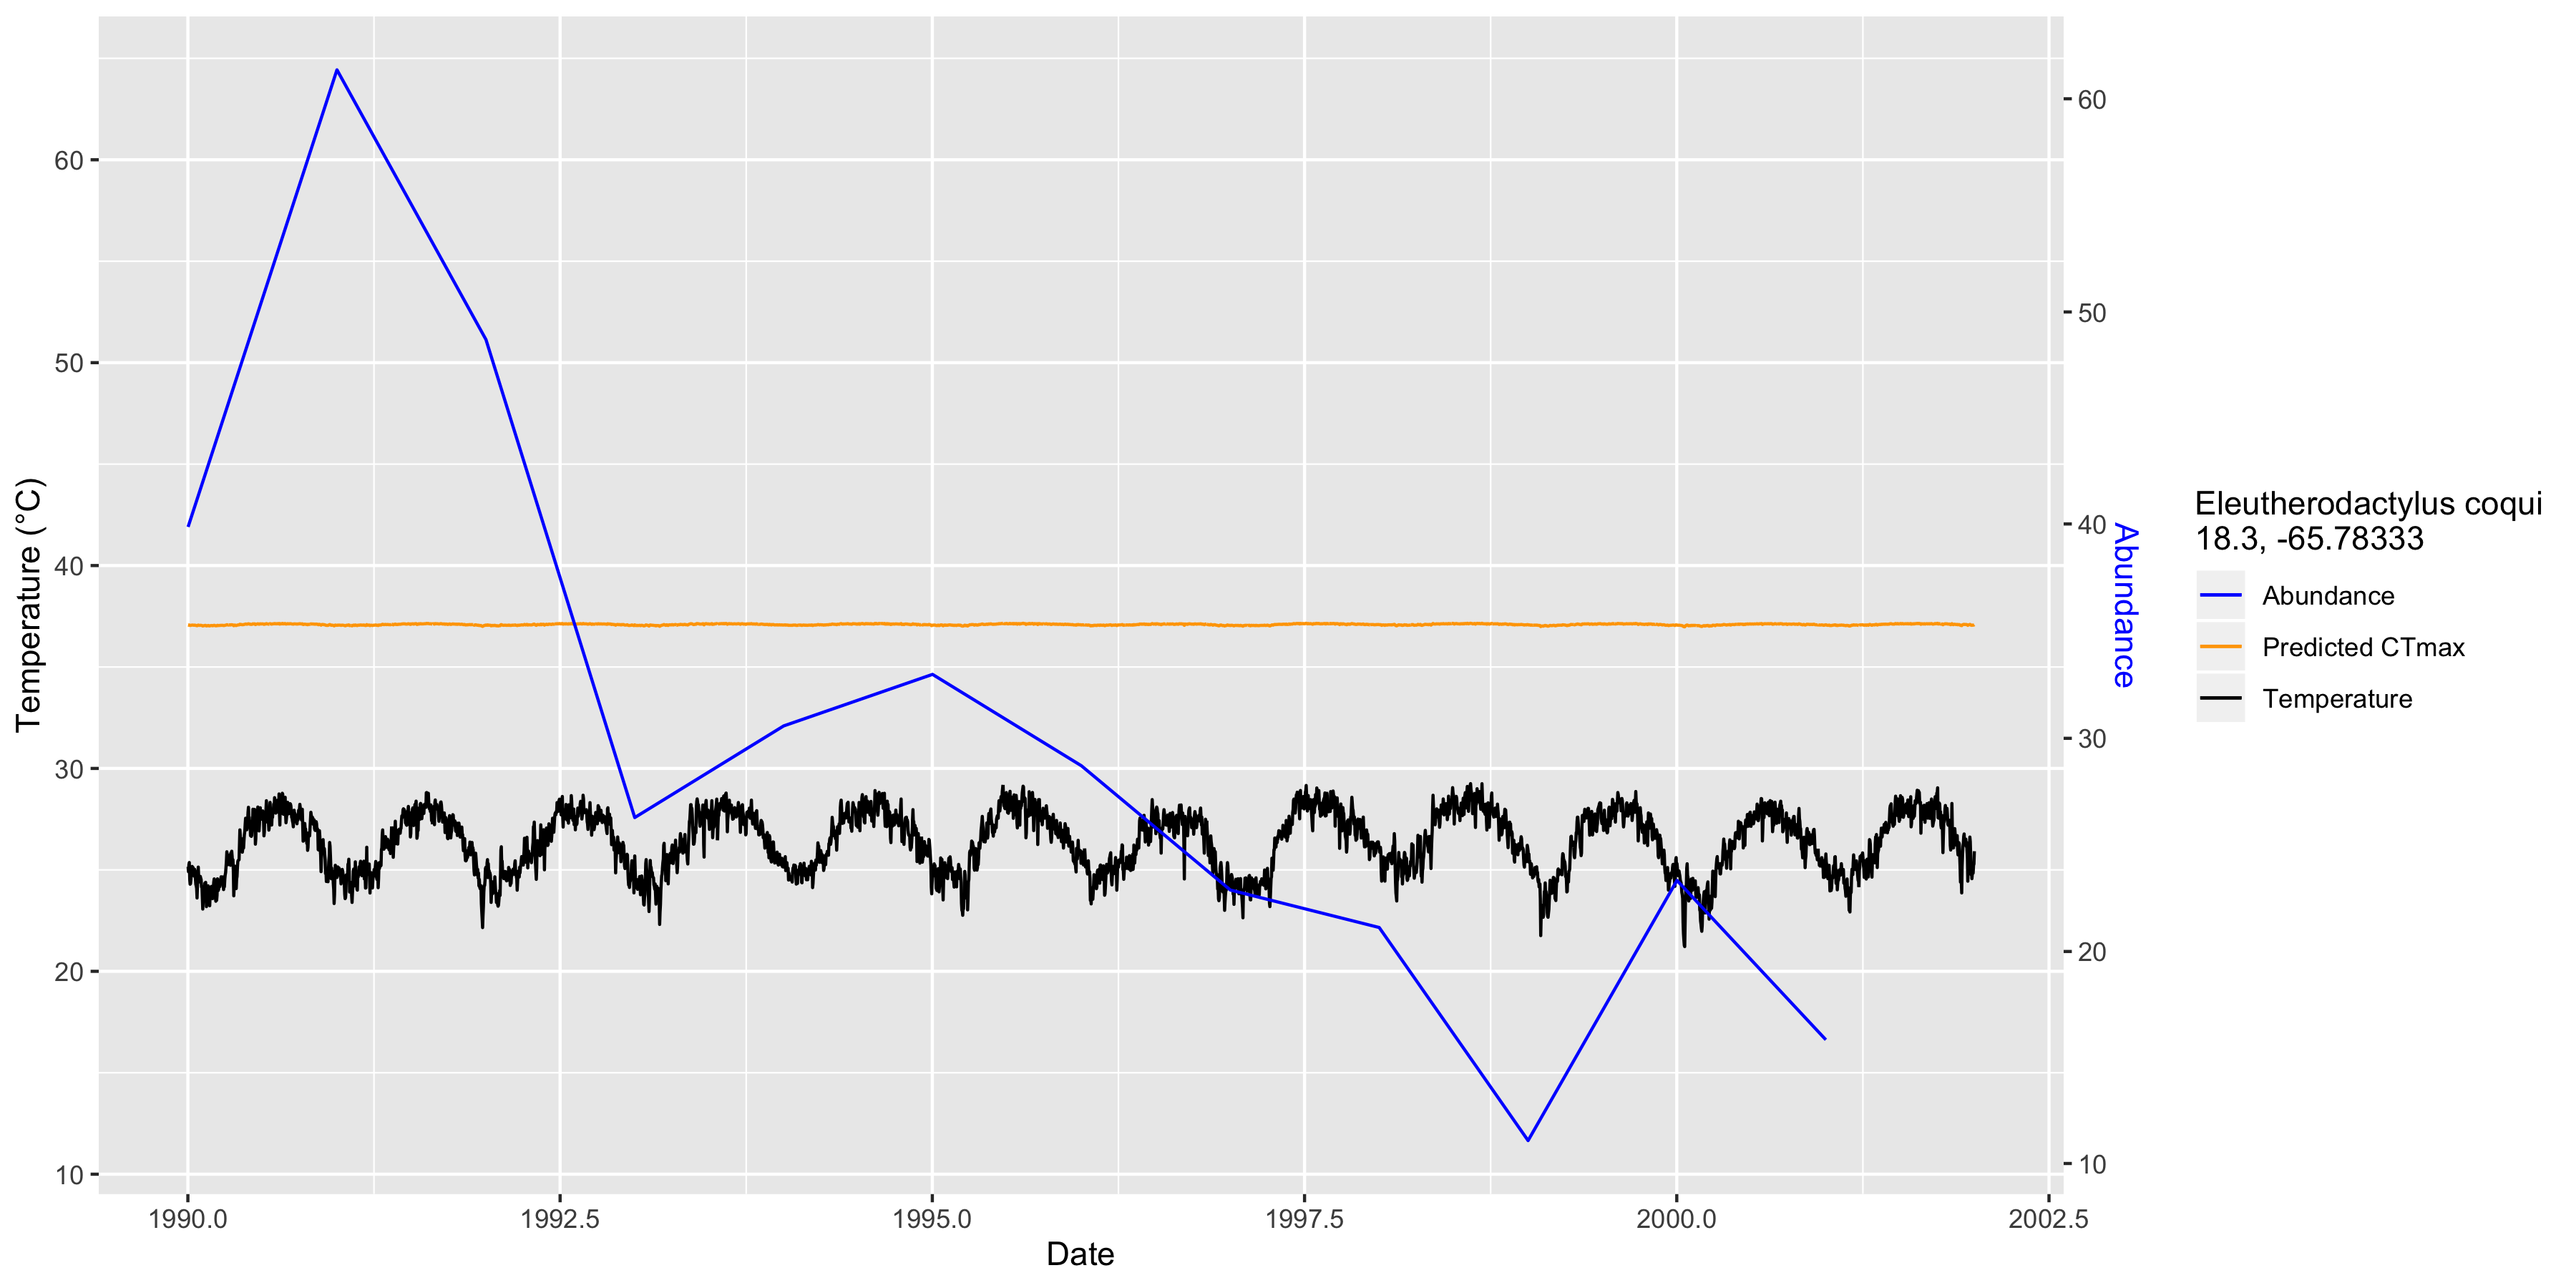 Temperature (°C)
60
50
40
30
20
10
1990.0
1992.5
1995.0
1997.5
2000.0
2002.5
Date
60
50
40
30
20
10
Abundance
Eleutherodactylus coqui
18.3, -65.78333
Abundance
Predicted CTmax
Temperature